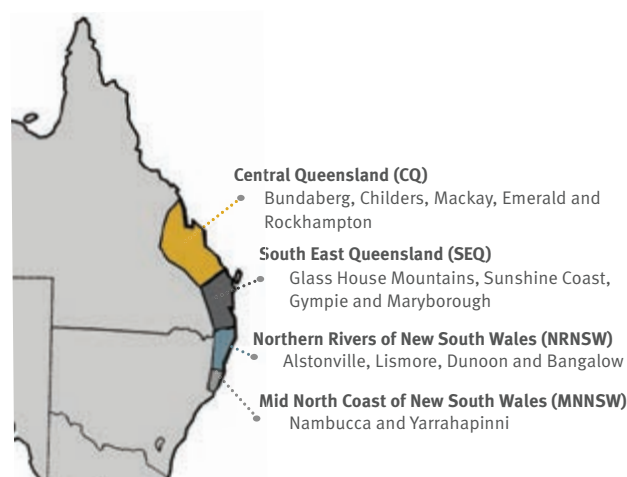 Central Queensland (CQ)
Bundaberg, Childers, Mackay, Emerald and
Rockhampton
South East Queensland (SEQ)
Glass House Mountains, Sunshine Coast,
Gympie and Maryborough
Northern Rivers of New South Wales (NRNSW)
Alstonville, Lismore, Dunoon and Bangalow
Mid North Coast of New South Wales (MNNSW)
Nambucca and Yarrahapinni